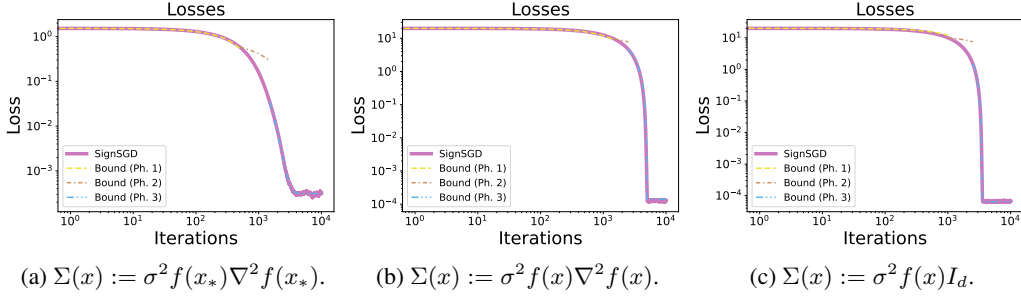 Losses
Loss
10^0
10^-1
10^-2
10^-3
SignSGD
Bound (Ph. 1)
Bound (Ph. 2)
Bound (Ph. 3)
10^0 10^1 10^2 10^3 10^4
Iterations
(a) Σ(x) := σ²f(x_*)∇²f(x_*).
Losses
Loss
10^1
10^0
10^-1
10^-2
10^-3
10^-4
SignSGD
Bound (Ph. 1)
Bound (Ph. 2)
Bound (Ph. 3)
10^0 10^1 10^2 10^3 10^4
Iterations
(b) Σ(x) := σ²f(x)∇²f(x).
Losses
Loss
10^1
10^0
10^-1
10^-2
10^-3
10^-4
SignSGD
Bound (Ph. 1)
Bound (Ph. 2)
Bound (Ph. 3)
10^0 10^1 10^2 10^3 10^4
Iterations
(c) Σ(x) := σ²f(x)I_d.